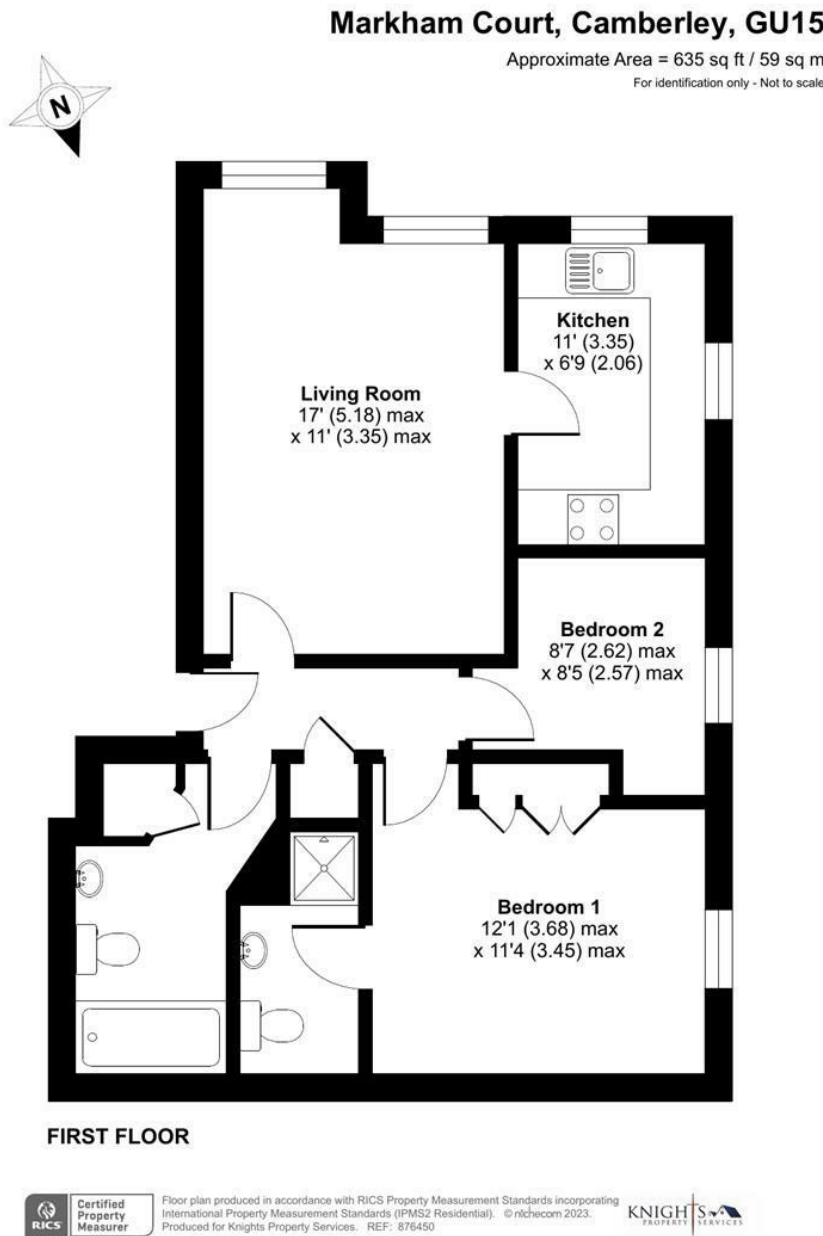 Markham Court, Camberley, GU15
Approximate Area = 635 sq ft / 59 sq m
For identification only - Not to scale
N
Kitchen
11' (3.35)
x 6'9 (2.06)
Living Room
17' (5.18) max
x 11' (3.35) max
Bedroom 2
8'7 (2.62) max
x 8'5 (2.57) max
Bedroom 1
12'1 (3.68) max
x 11'4 (3.45) max
FIRST FLOOR
RICS
Certified
Property
Measurer
Floor plan produced in accordance with RICS Property Measurement Standards incorporating
International Property Measurement Standards (IPMS2 Residential). © nichecom 2023.
Produced for Knights Property Services. REF: 876450
KNIGHTS
PROPERTY SERVICES